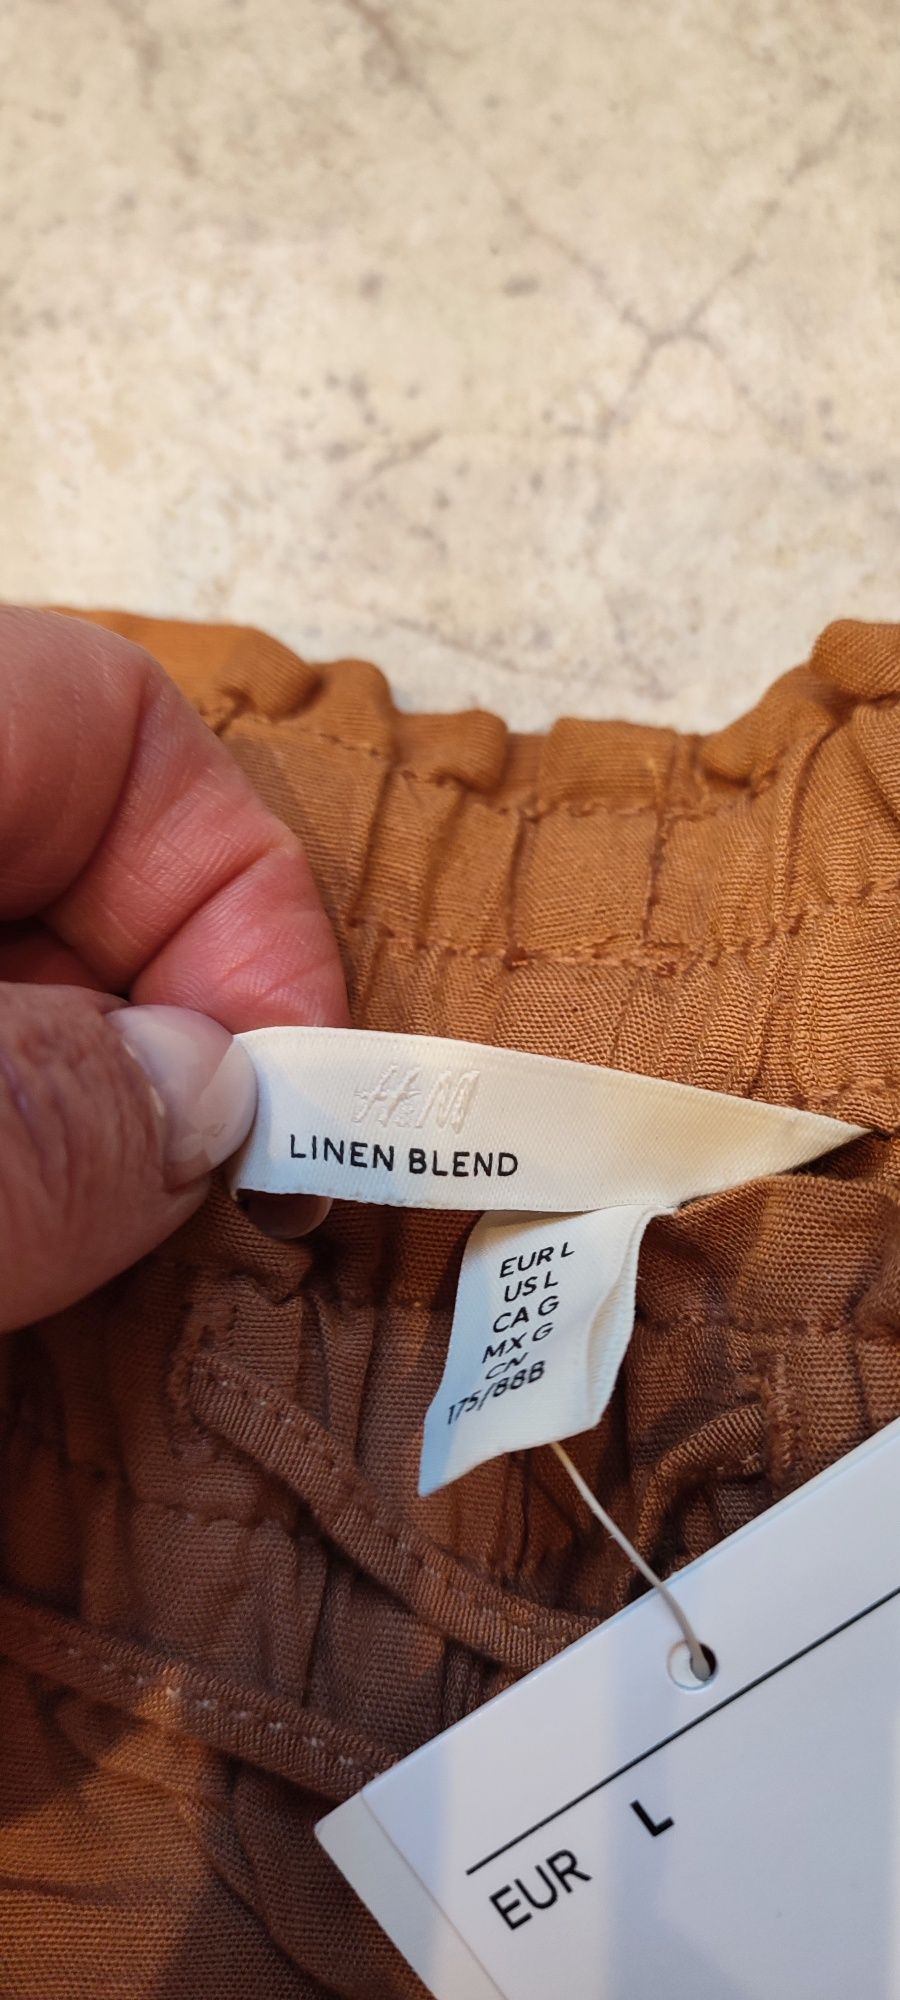 H&M
LINEN BLEND
EUR L
US L
CA G
MX G
CN
175/88B
EUR L